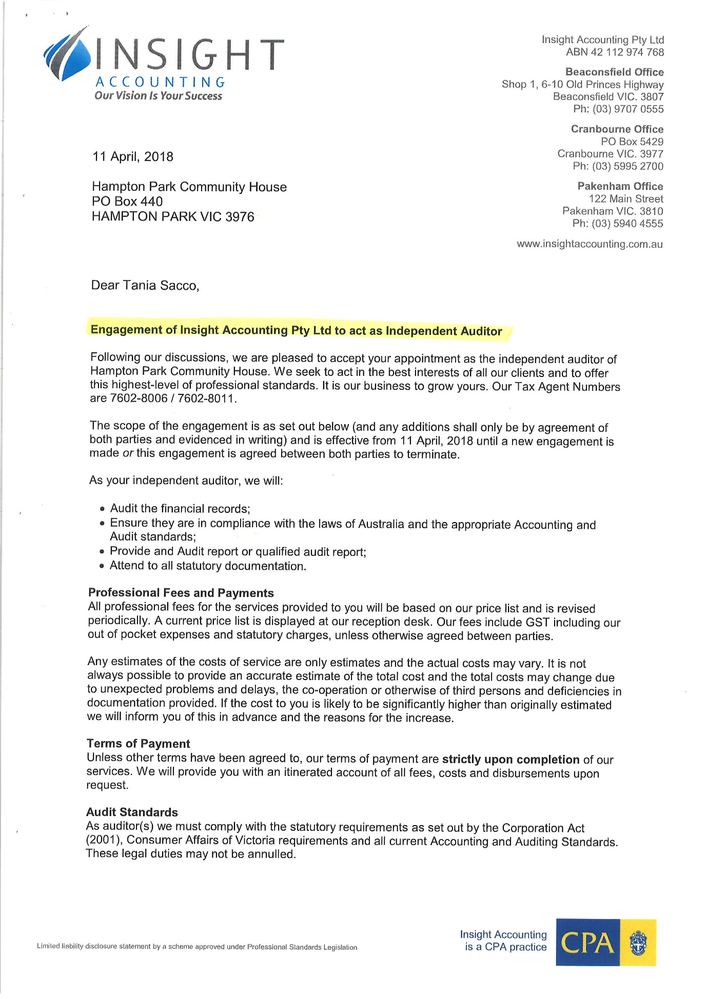 INSIGHT
ACCOUNTING
Our Vision Is Your Success
Insight Accounting Pty Ltd
ABN 42 112 974 768
Beaconsfield Office
Shop 1, 6-10 Old Princes Highway
Beaconsfield VIC. 3807
Ph: (03) 9707 0555
Cranbourne Office
PO Box 5429
Cranbourne VIC. 3977
Ph: (03) 5995 2700
Pakenham Office
122 Main Street
Pakenham VIC. 3810
Ph: (03) 5940 4555
www.insightaccounting.com.au
11 April, 2018
Hampton Park Community House
PO Box 440
HAMPTON PARK VIC 3976
Dear Tania Sacco,
Engagement of Insight Accounting Pty Ltd to act as Independent Auditor
Following our discussions, we are pleased to accept your appointment as the independent auditor of
Hampton Park Community House. We seek to act in the best interests of all our clients and to offer
this highest-level of professional standards. It is our business to grow yours. Our Tax Agent Numbers
are 7602-8006 / 7602-8011.
The scope of the engagement is as set out below (and any additions shall only be by agreement of
both parties and evidenced in writing) and is effective from 11 April, 2018 until a new engagement is
made or this engagement is agreed between both parties to terminate.
As your independent auditor, we will:
• Audit the financial records;
• Ensure they are in compliance with the laws of Australia and the appropriate Accounting and
Audit standards;
• Provide and Audit report or qualified audit report;
• Attend to all statutory documentation.
Professional Fees and Payments
All professional fees for the services provided to you will be based on our price list and is revised
periodically. A current price list is displayed at our reception desk. Our fees include GST including our
out of pocket expenses and statutory charges, unless otherwise agreed between parties.
Any estimates of the costs of service are only estimates and the actual costs may vary. It is not
always possible to provide an accurate estimate of the total cost and the total costs may change due
to unexpected problems and delays, the co-operation or otherwise of third persons and deficiencies in
documentation provided. If the cost to you is likely to be significantly higher than originally estimated
we will inform you of this in advance and the reasons for the increase.
Terms of Payment
Unless other terms have been agreed to, our terms of payment are strictly upon completion of our
services. We will provide you with an itinerated account of all fees, costs and disbursements upon
request.
Audit Standards
As auditor(s) we must comply with the statutory requirements as set out by the Corporation Act
(2001), Consumer Affairs of Victoria requirements and all current Accounting and Auditing Standards.
These legal duties may not be annulled.
Limited liability disclosure statement by a scheme approved under Professional Standards Legislation
Insight Accounting
is a CPA practice
CPA